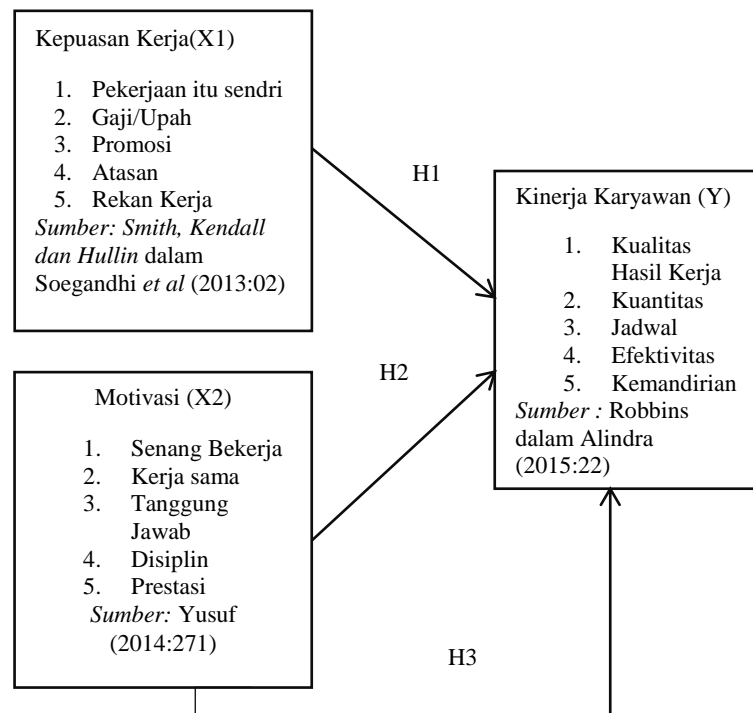 Kepuasan Kerja(X1)
1. Pekerjaan itu sendri
2. Gaji/Upah
3. Promosi
4. Atasan
5. Rekan Kerja
Sumber: Smith, Kendall
dan Hullin dalam
Soegandhi et al (2013:02)
H1
Kinerja Karyawan (Y)
1. Kualitas
Hasil Kerja
2. Kuantitas
3. Jadwal
4. Efektivitas
5. Kemandirian
Sumber : Robbins
dalam Alindra
(2015:22)
H2
Motivasi (X2)
1. Senang Bekerja
2. Kerja sama
3. Tanggung
Jawab
4. Disiplin
5. Prestasi
Sumber: Yusuf
(2014:271)
H3